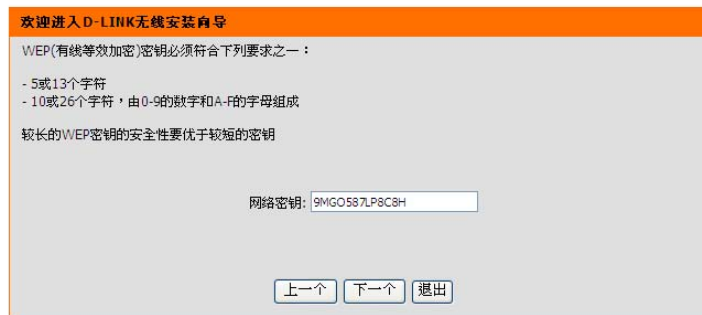 欢迎进入D-LINK无线安装向导
WEP(有线等效加密)密钥必须符合下列要求之一：
- 5或13个字符
- 10或26个字符，由0-9的数字和A-F的字母组成
较长的WEP密钥的安全性要优于较短的密钥
网络密钥: 9MGO587LP8C8H
上一个 下一个 退出